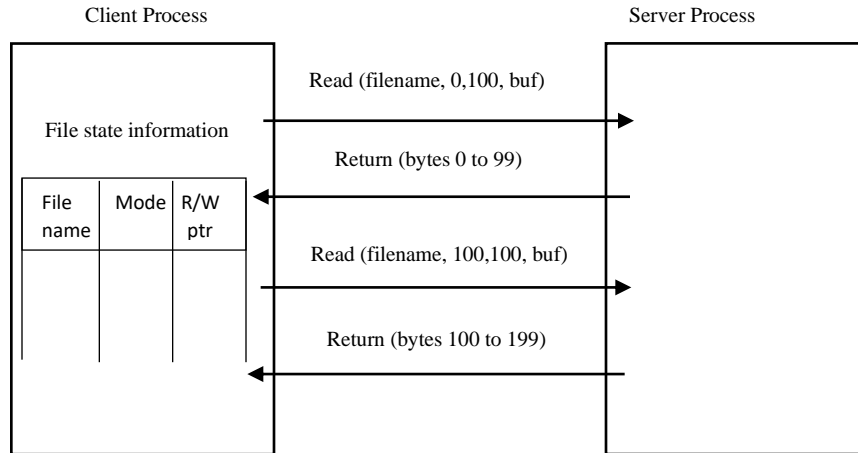 Client Process
Server Process
Read (filename, 0,100, buf)
File state information
Return (bytes 0 to 99)
File name
Mode
R/W ptr
Read (filename, 100,100, buf)
Return (bytes 100 to 199)